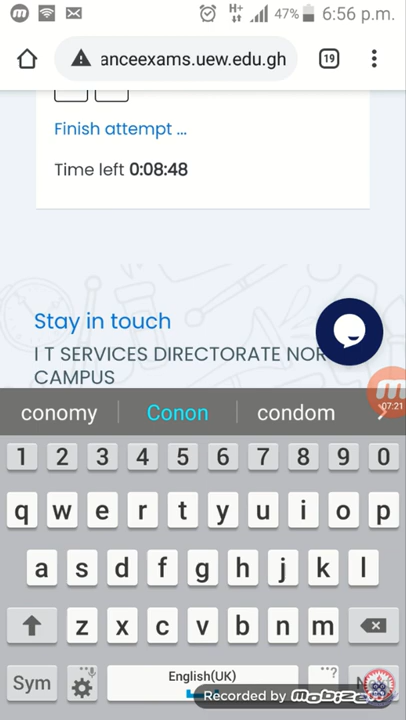 H+ 47% 6:56 p.m.
anceexams.uew.edu.gh 19
Finish attempt ...
Time left 0:08:48
Stay in touch
I T SERVICES DIRECTORATE NOR
CAMPUS
07:21
conomy Conon condom
1 2 3 4 5 6 7 8 9 0
q w e r t y u i o p
a s d f g h j k l
z x c v b n m
Sym English(UK) ...? N
Recorded by mobizen